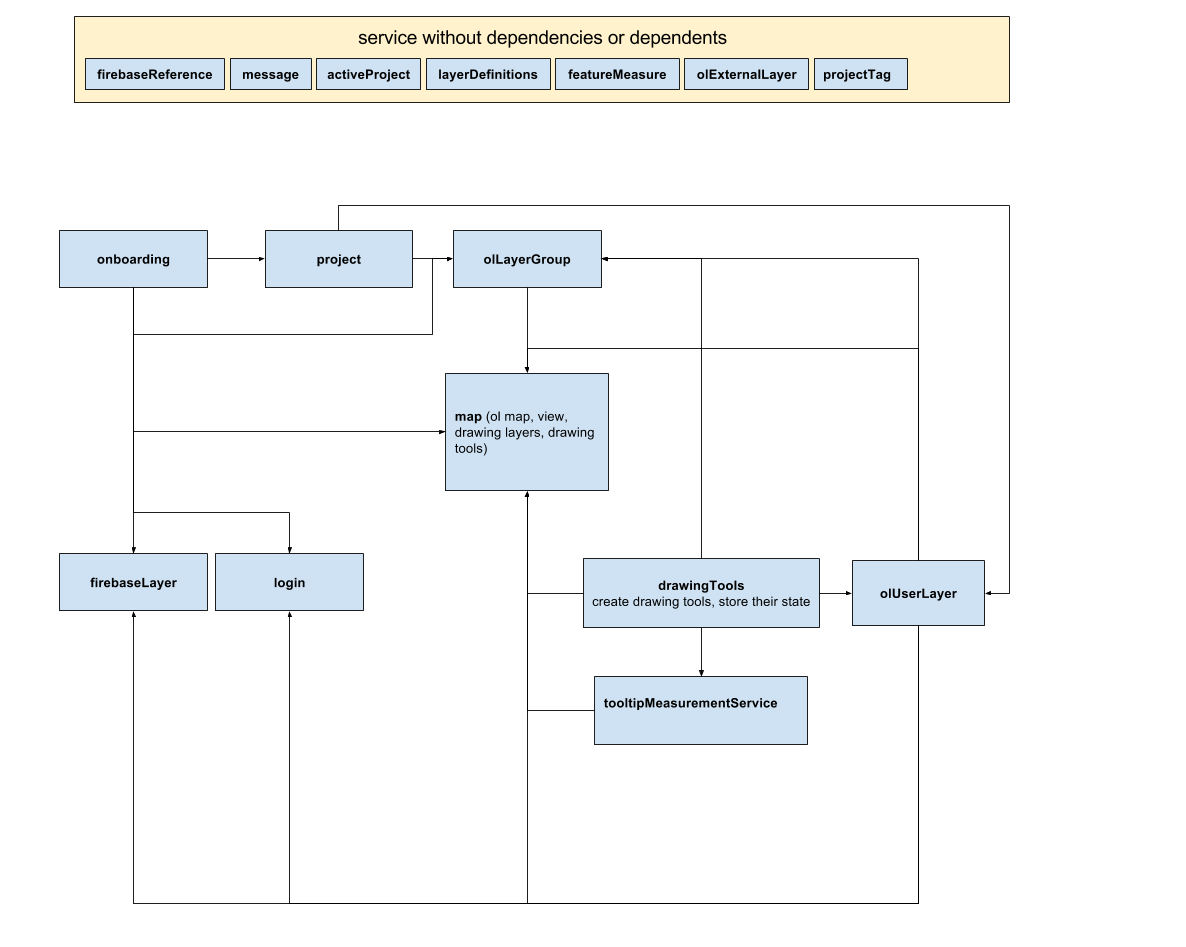 service without dependencies or dependents
firebaseReference
message
activeProject
layerDefinitions
featureMeasure
olExternalLayer
projectTag
onboarding
project
olLayerGroup
map (ol map, view,
drawing layers, drawing
tools)
firebaseLayer
login
drawingTools
create drawing tools, store their state
olUserLayer
tooltipMeasurementService